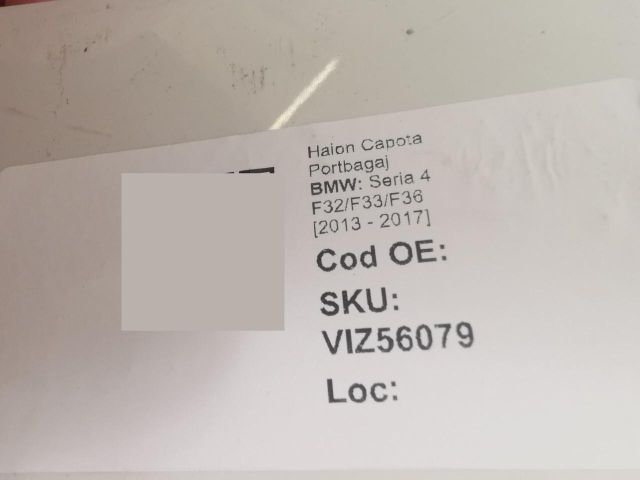 Haion Capota
Portbagaj
BMW: Seria 4
F32/F33/F36
[2013 - 2017]
Cod OE:
SKU:
VIZ56079
Loc: